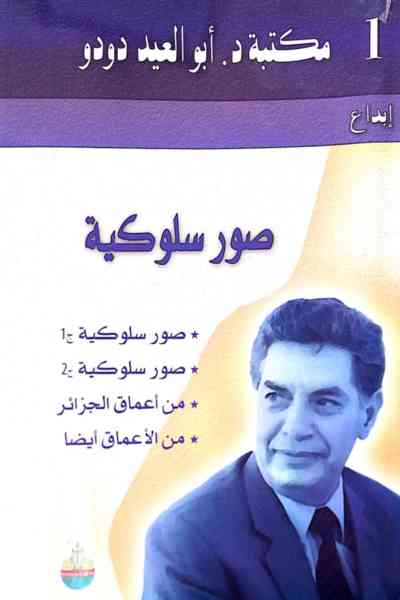 1 مكتبة د. أبو العيد دودو
إبداع
صور سلوكية
* صور سلوكية ج1
* صور سلوكية ج2
* من أعماق الجزائر
* من الأعماق أيضا